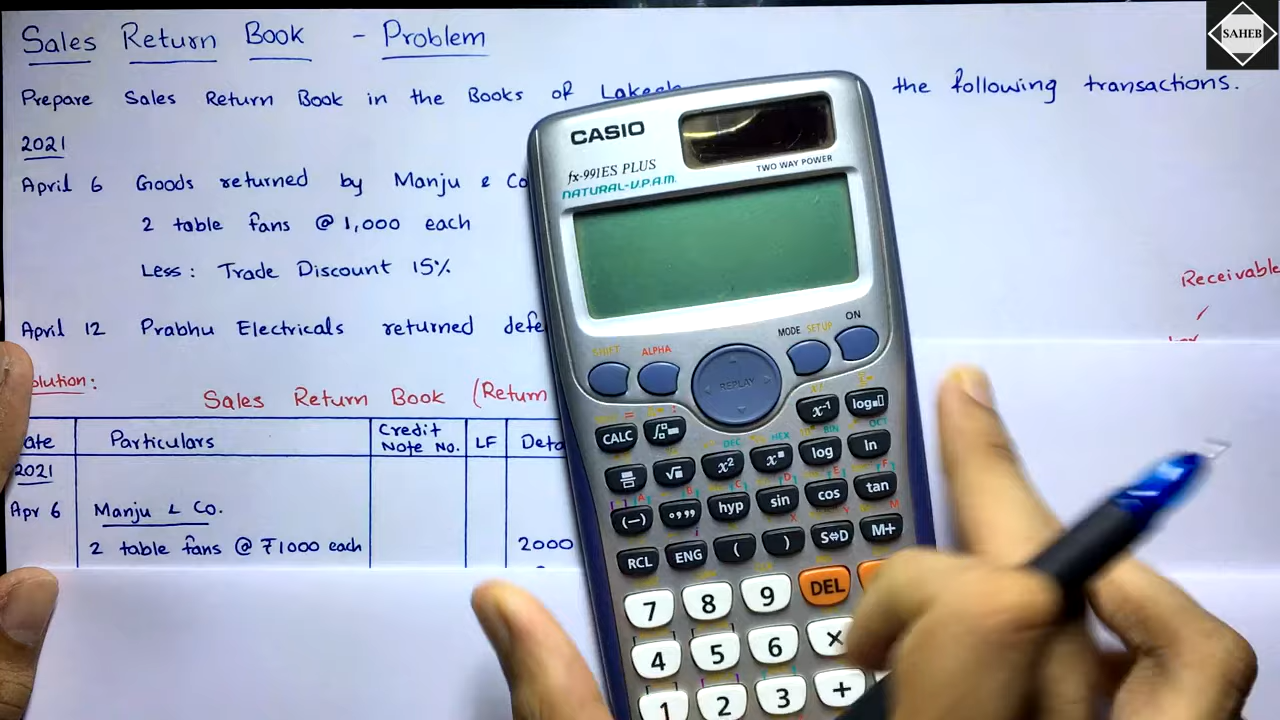 Sales Return Book - Problem
SAHEB
Prepare Sales Return Book in the Books of the following transactions.
2021
April 6 Goods returned by Manju & Co
2 table fans @ 1,000 each
Less: Trade Discount 15%
Receivable
April 12 Prabhu Electricals returned
Sales Return Book (Return
Date Particulars Credit Note No. LF
2021
Apr 6 Manju & Co.
2 table fans @ ₹1000 each 2000
CASIO
fx-991ES PLUS
NATURAL-V.P.A.M.
TWO WAY POWER
SHIFT ALPHA MODE SETUP ON
REPLAY
CALC x⁻¹ log
x² log ln
(−) hyp sin cos tan
RCL ENG ( ) S⇔D M+
7 8 9 DEL
4 5 6 ×
1 2 3 +